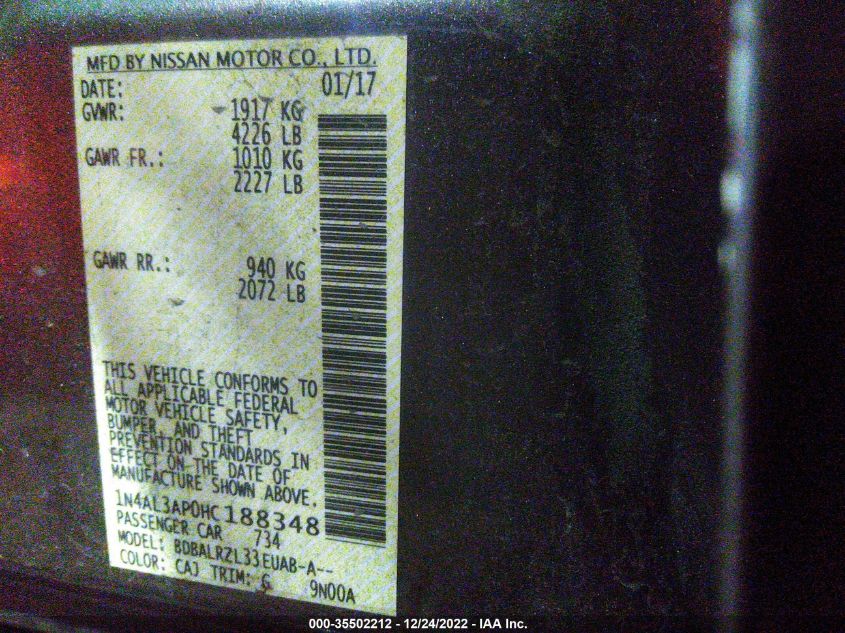 MFD BY NISSAN MOTOR CO., LTD.
DATE: 01/17
GVWR: 1917 KG
4226 LB
GAWR FR.: 1010 KG
2227 LB
GAWR RR.: 940 KG
2072 LB
THIS VEHICLE CONFORMS TO
ALL APPLICABLE FEDERAL
MOTOR VEHICLE SAFETY,
BUMPER, AND THEFT
PREVENTION STANDARDS IN
EFFECT ON THE DATE OF
MANUFACTURE SHOWN ABOVE.
1N4AL3AP0HC188348
PASSENGER CAR 734
MODEL: BDBALRZL33EUAB-A--
COLOR: CAJ TRIM: G 9N00A
000-35502212 - 12/24/2022 - IAA Inc.